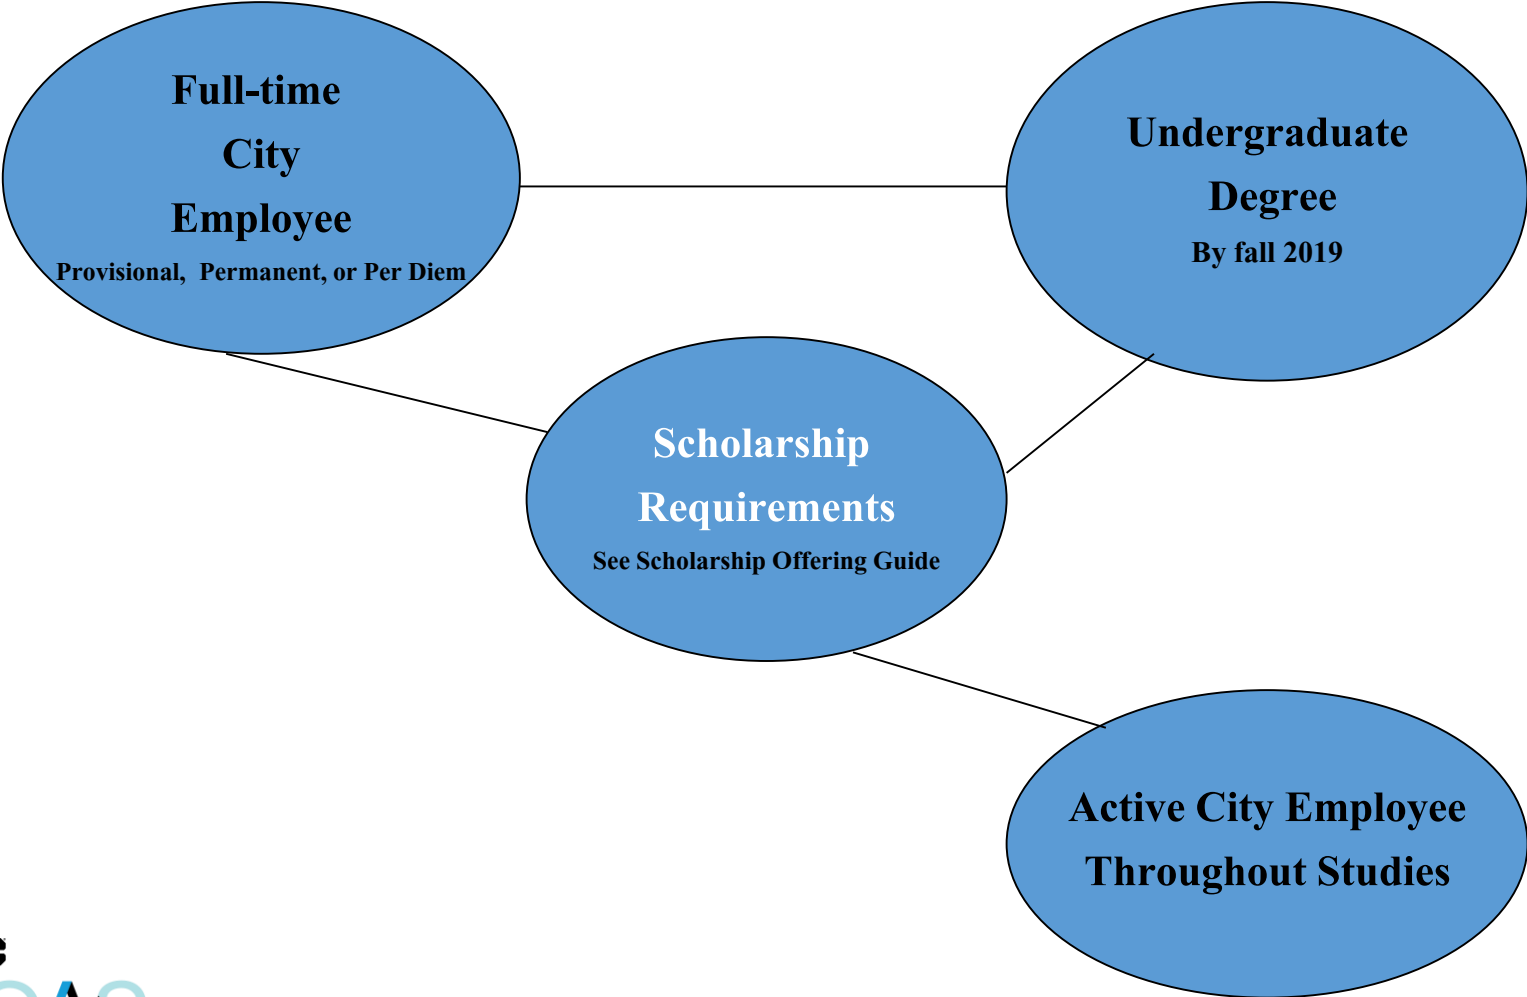 Full-time
City
Employee
Provisional, Permanent, or Per Diem
Undergraduate
Degree
By fall 2019
Scholarship
Requirements
See Scholarship Offering Guide
Active City Employee
Throughout Studies